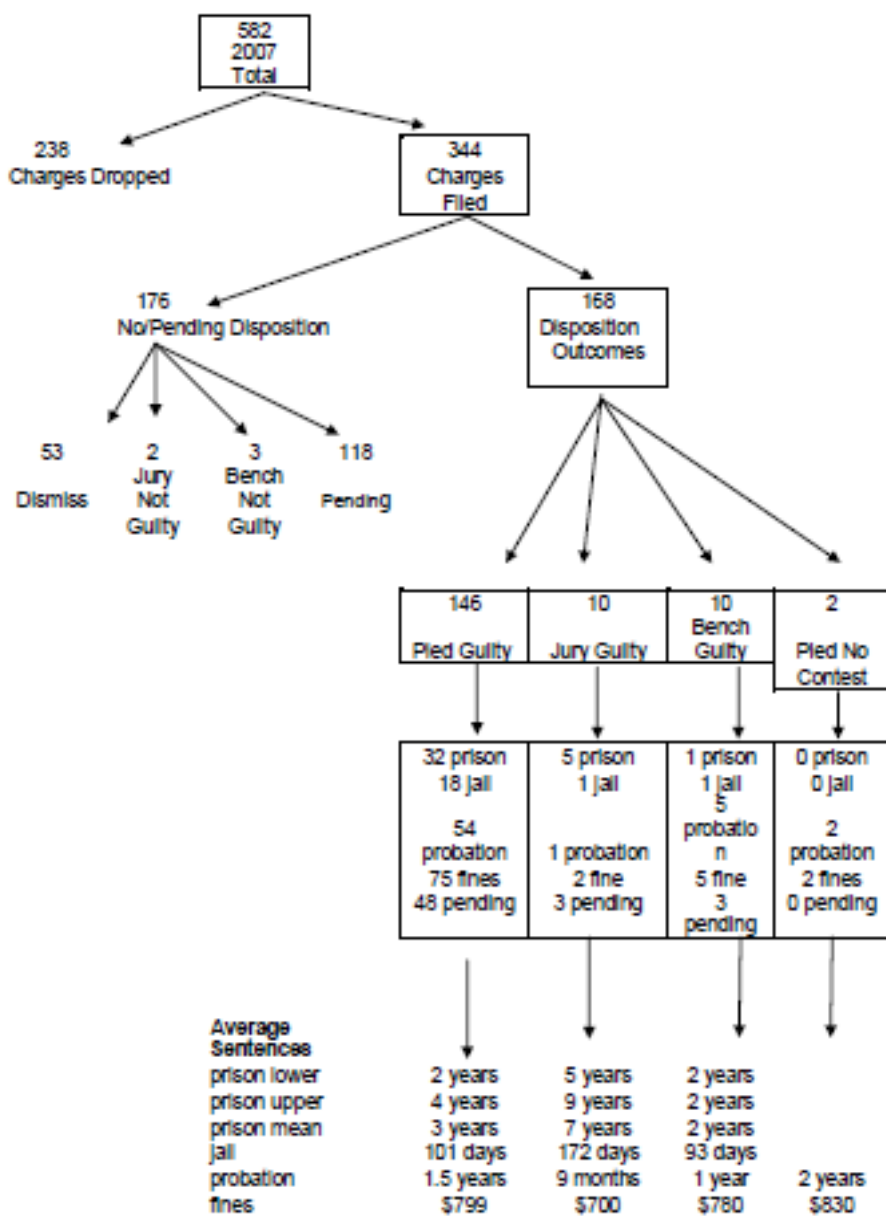 582
2007
Total
238
Charges Dropped
344
Charges
Filed
176
No/Pending Disposition
168
Disposition
Outcomes
53
Dismiss
2
Jury
Not
Guilty
3
Bench
Not
Guilty
118
Pending
146
Pled Guilty
10
Jury Guilty
10
Bench
Guilty
2
Pled No
Contest
32 prison
18 jail
54
probation
75 fines
48 pending
5 prison
1 jail
1 probation
2 fine
3 pending
1 prison
1 jail
5
probatio
n
5 fine
3
pending
0 prison
0 jail
2
probation
2 fines
0 pending
Average
Sentences
prison lower 2 years 5 years 2 years
prison upper 4 years 9 years 2 years
prison mean 3 years 7 years 2 years
jail 101 days 172 days 93 days
probation 1.5 years 9 months 1 year 2 years
fines $799 $700 $780 $830